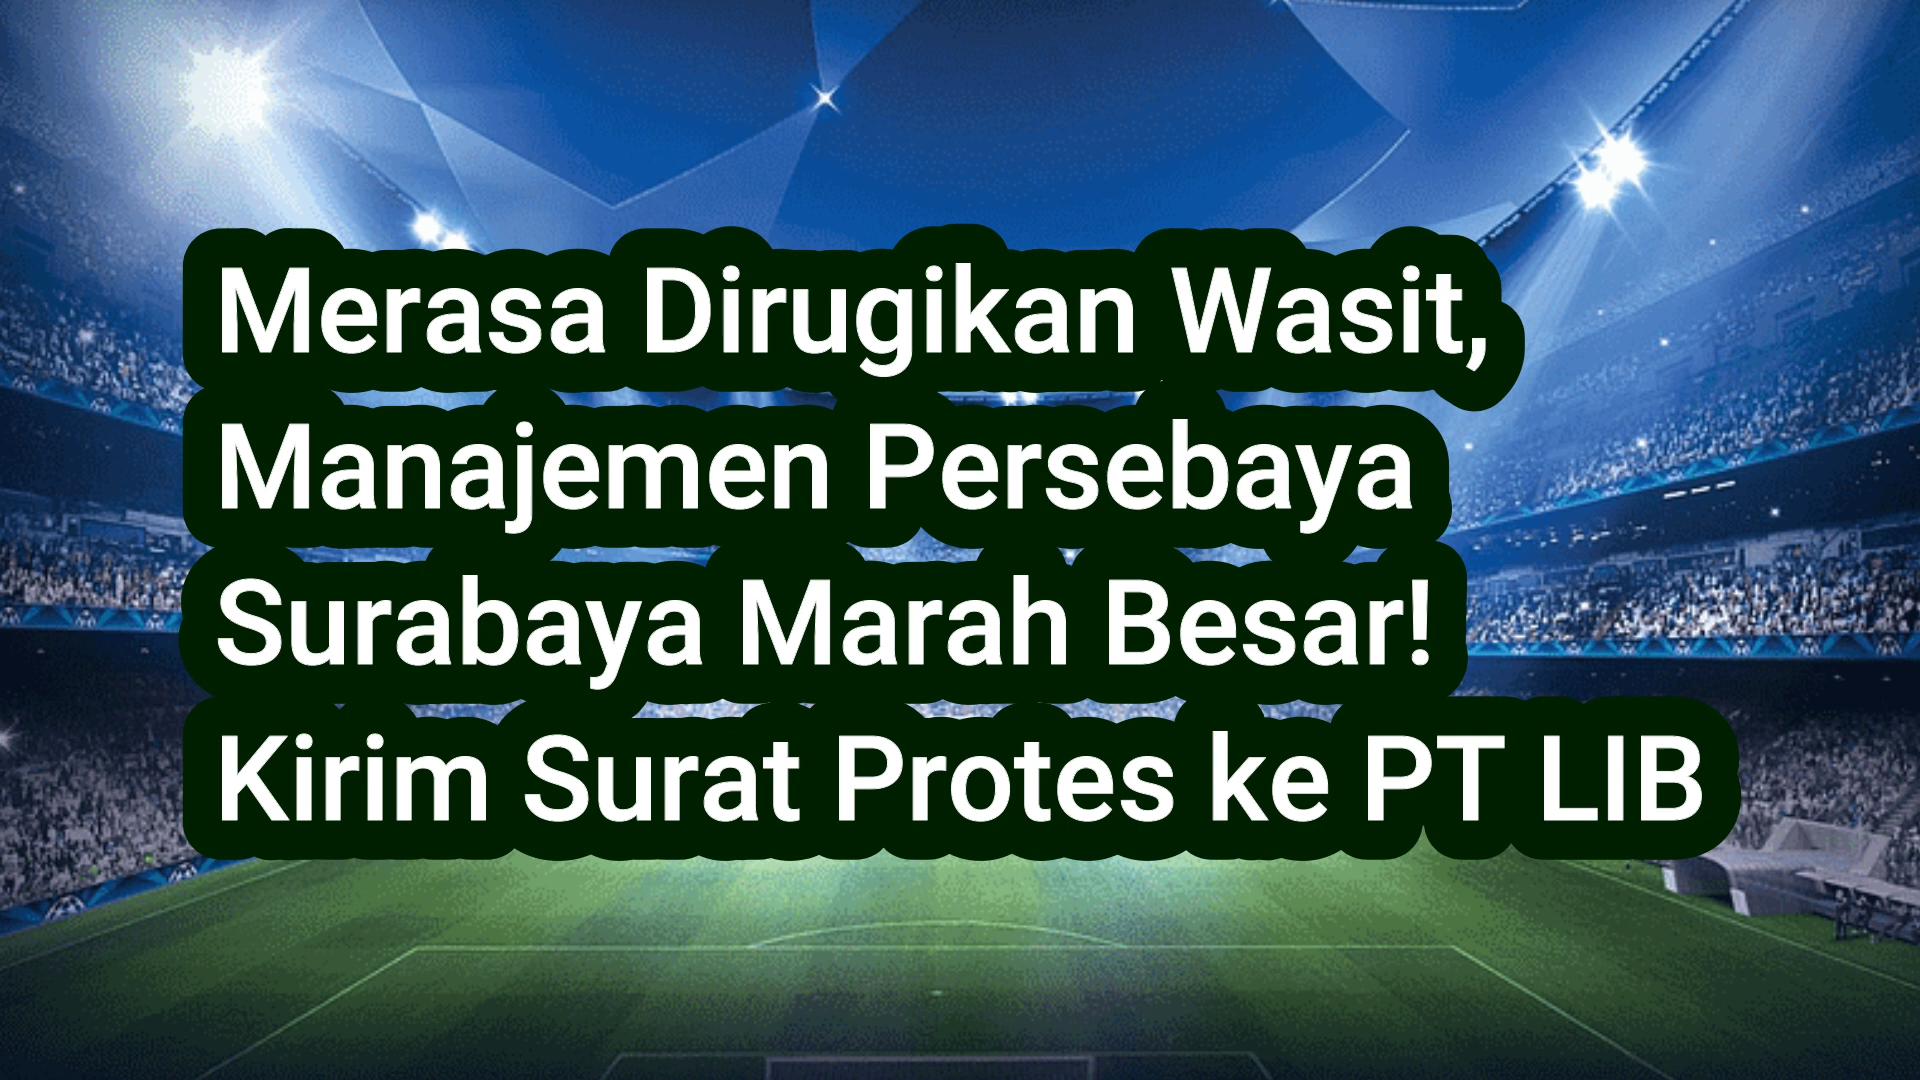 Merasa Dirugikan Wasit,
Manajemen Persebaya
Surabaya Marah Besar!
Kirim Surat Protes ke PT LIB